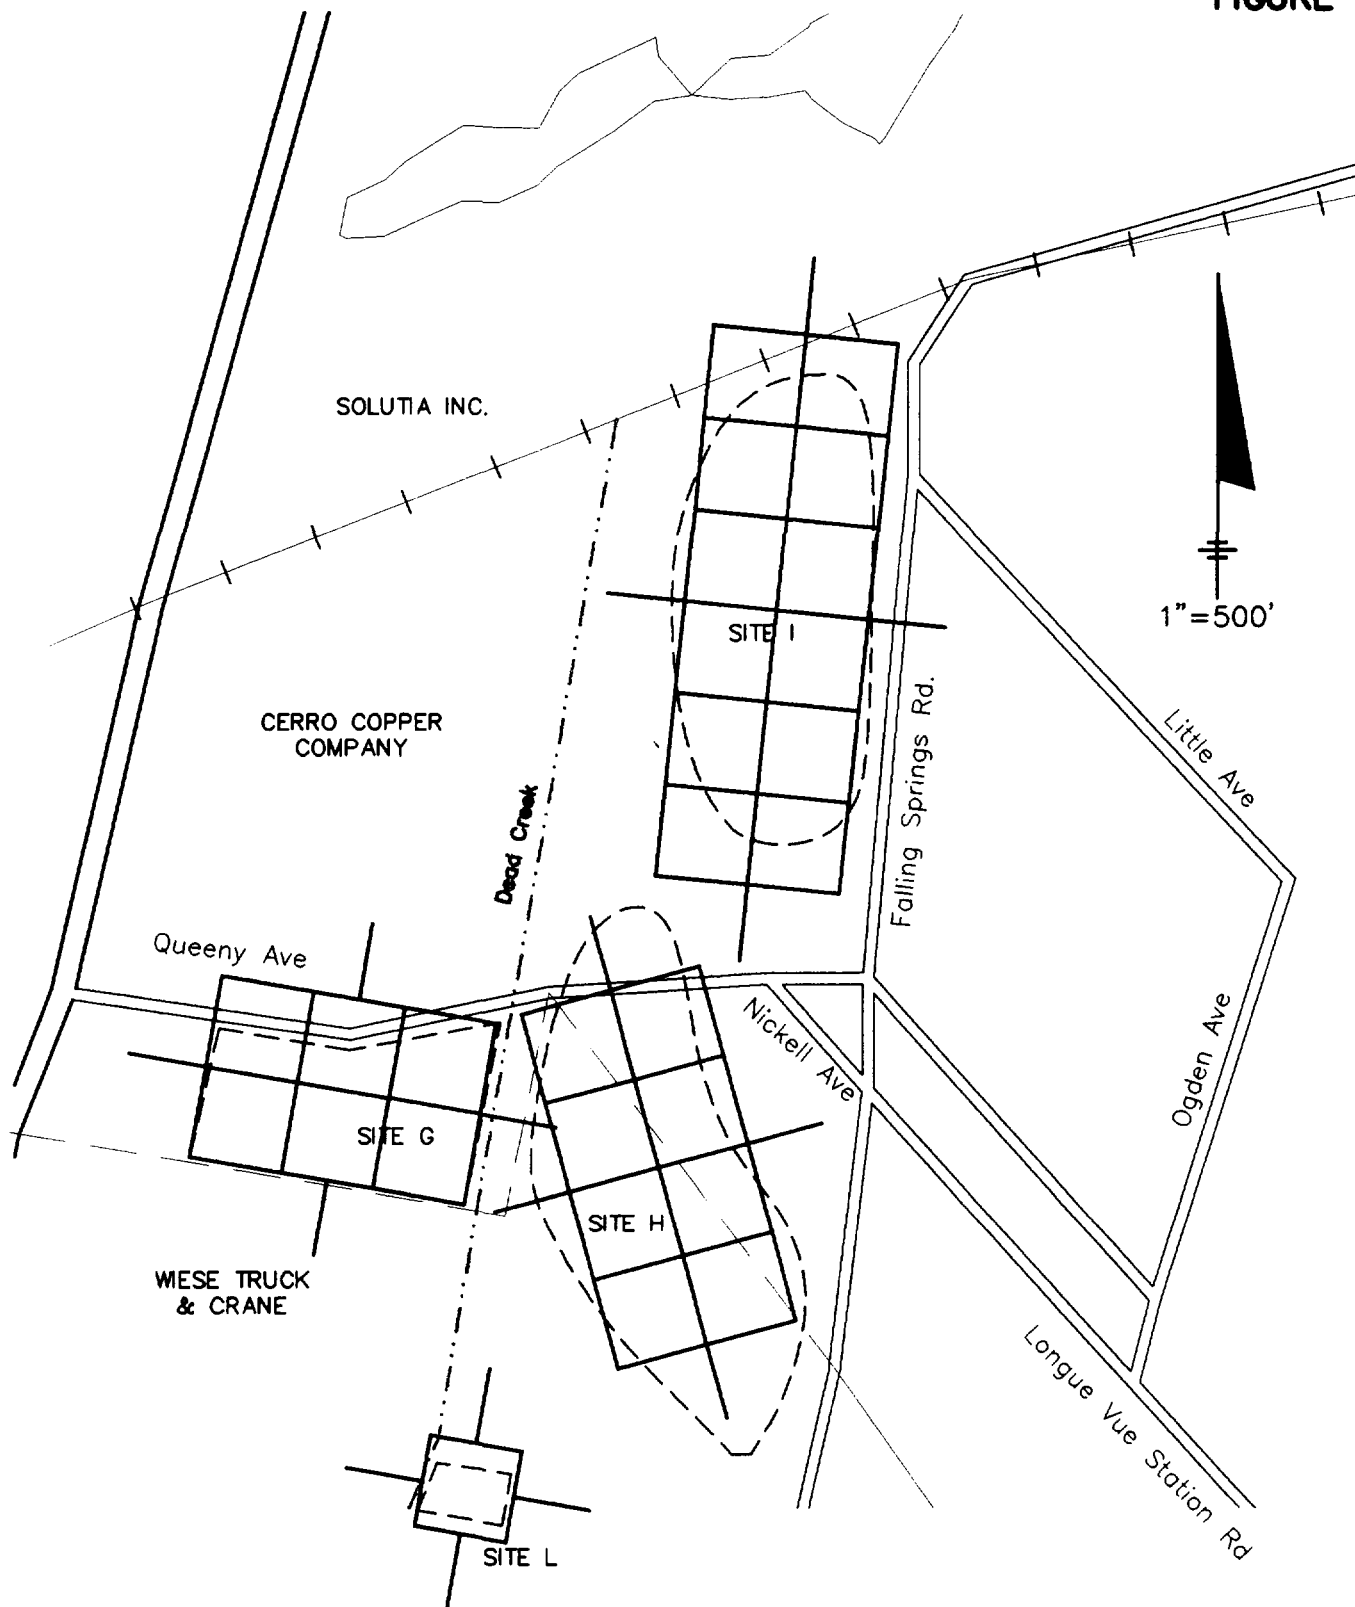 FIGURE
SOLUTIA INC.
1"=500'
SITE I
CERRO COPPER
COMPANY
Falling Springs Rd.
Little Ave
Dead Creek
Queeny Ave
Nickell Ave
Ogden Ave
SITE G
SITE H
WIESE TRUCK
& CRANE
Longue Vue Station Rd
SITE L